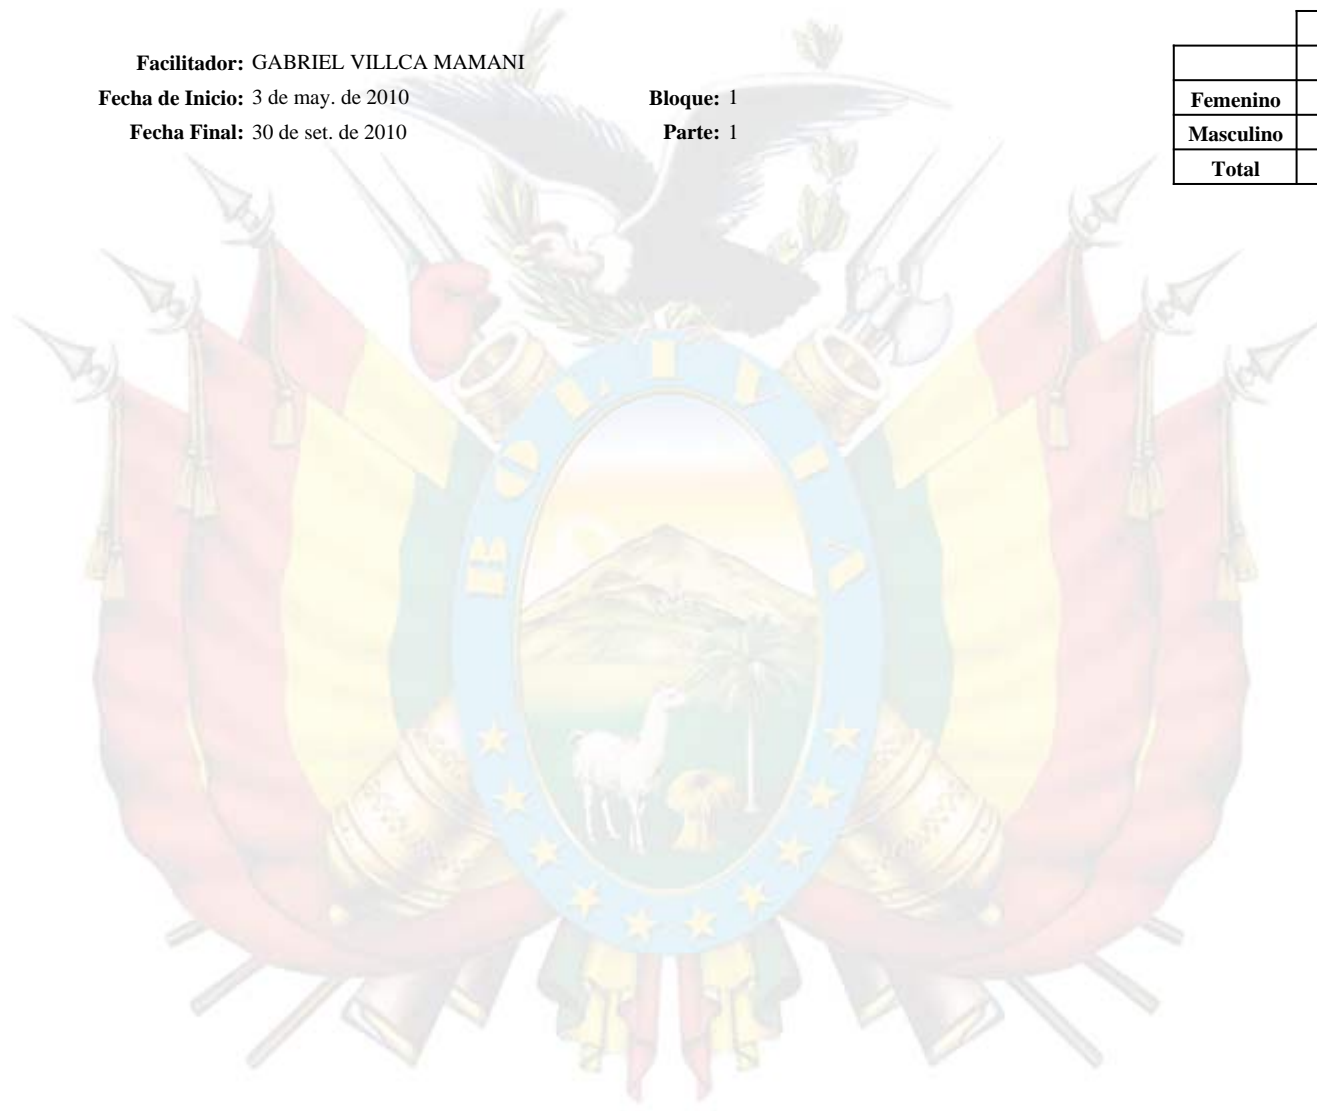 Facilitador: GABRIEL VILLCA MAMANI
Fecha de Inicio: 3 de may. de 2010 Bloque: 1
Fecha Final: 30 de set. de 2010 Parte: 1
Femenino
Masculino
Total
BOLIVIA